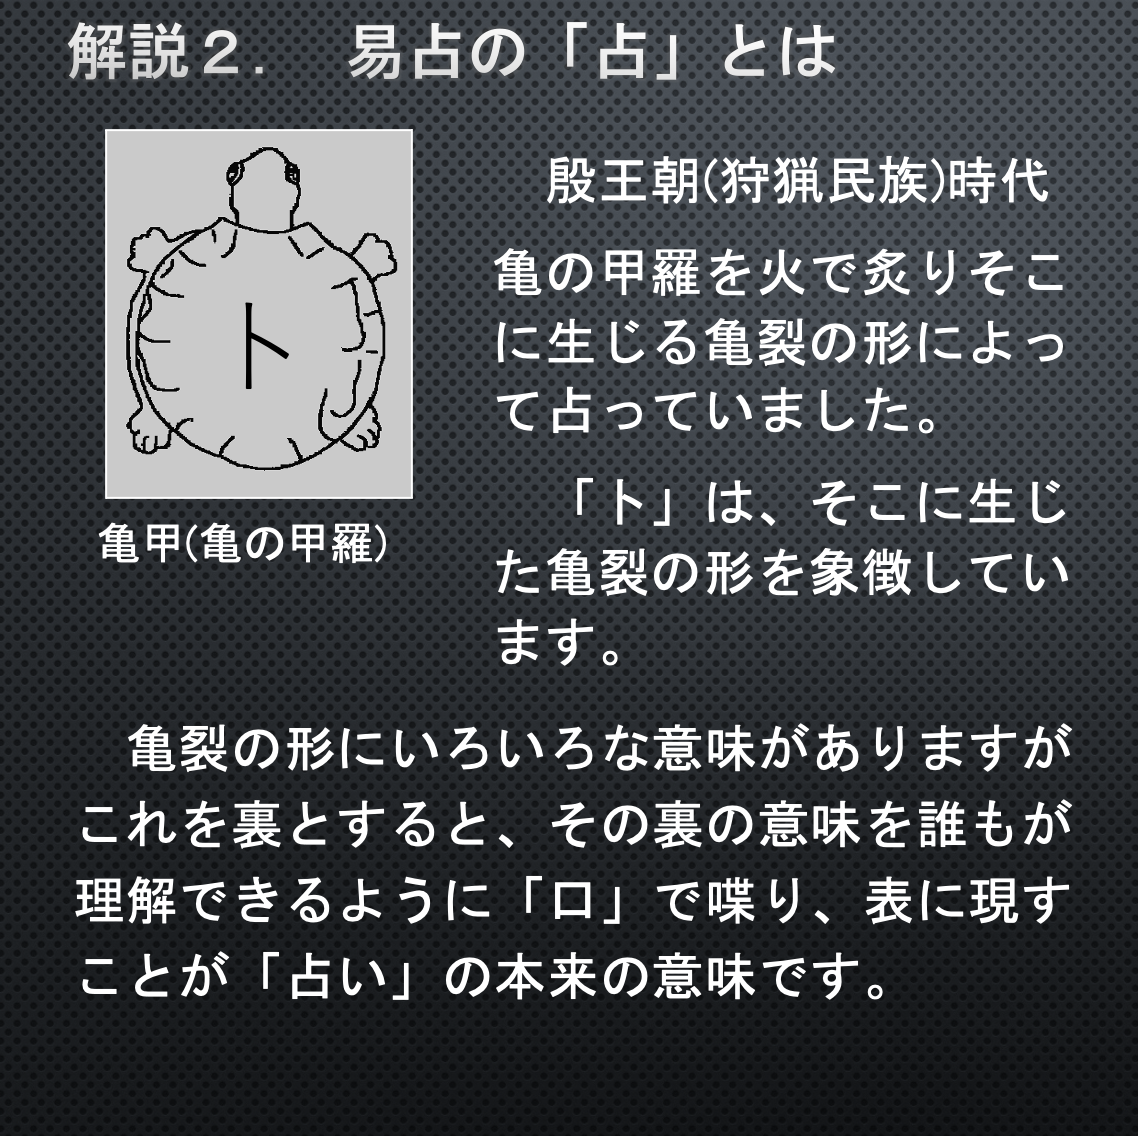 解説２.　易占の「占」とは
卜
亀甲(亀の甲羅)
殷王朝(狩猟民族)時代
亀の甲羅を火で炙りそこ
に生じる亀裂の形によっ
て占っていました。
「卜」は、そこに生じ
た亀裂の形を象徴してい
ます。
亀裂の形にいろいろな意味がありますが
これを裏とすると、その裏の意味を誰もが
理解できるように「口」で喋り、表に現す
ことが「占い」の本来の意味です。